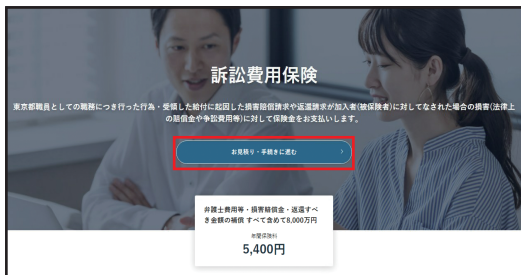 訴訟費用保険
東京都職員としての職務につき行った行為・受領した給付に起因した損害賠償請求や返還請求が加入者(被保険者)に対してなされた場合の損害(法律上
の賠償金や争訟費用等)に対して保険金をお支払いします。
お見積り・手続きに進む
弁護士費用等・損害賠償金・返還すべ
き金額の補償 すべて含めて8,000万円
年間保険料
5,400円